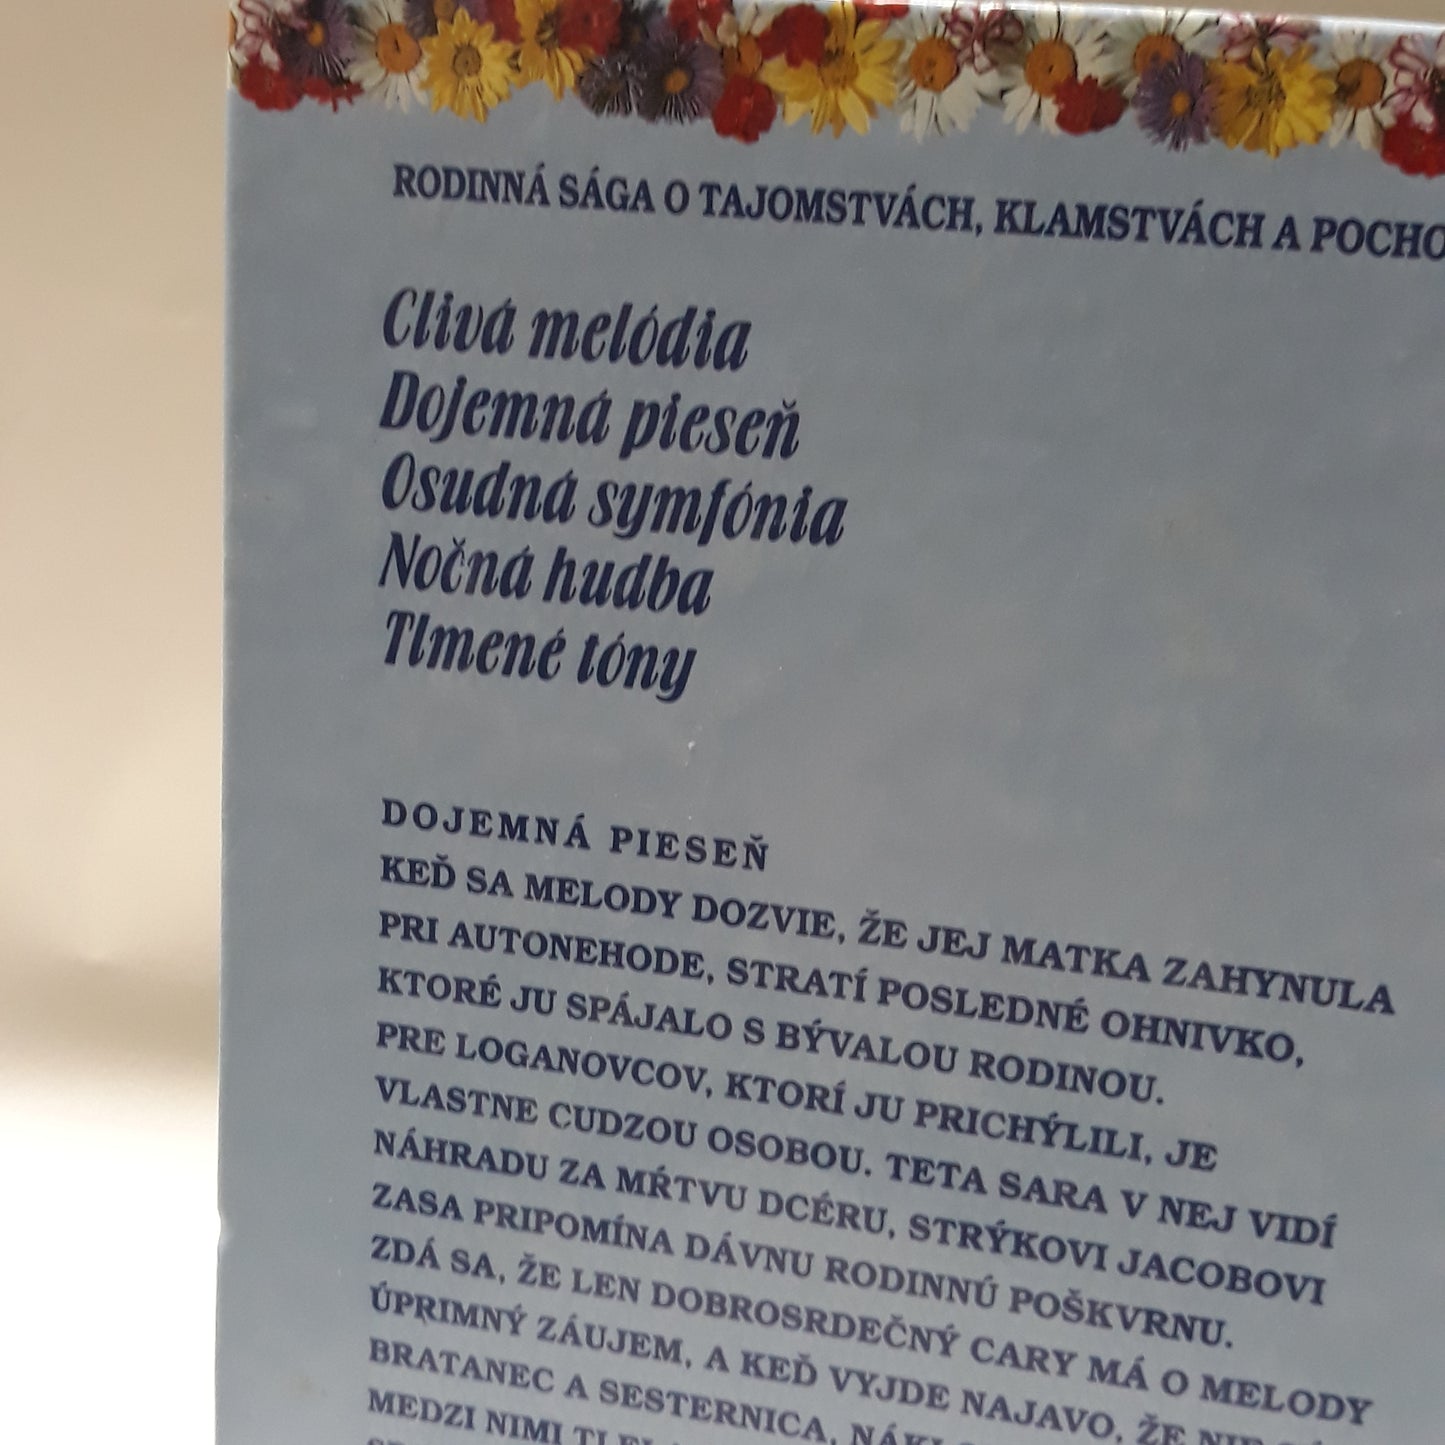 RODINNÁ SÁGA O TAJOMSTVÁCH, KLAMSTVÁCH A POCHO
Clivá melódia
Dojemná pieseň
Osudná symfónia
Nočná hudba
Tlmené tóny
DOJEMNÁ PIESEŇ
KEĎ SA MELODY DOZVIE, ŽE JEJ MATKA ZAHYNULA
PRI AUTONEHODE, STRATÍ POSLEDNÉ OHNIVKO,
KTORÉ JU SPÁJALO S BÝVALOU RODINOU.
PRE LOGANOVCOV, KTORÍ JU PRICHÝLILI, JE
VLASTNE CUDZOU OSOBOU. TETA SARA V NEJ VIDÍ
NÁHRADU ZA MŔTVU DCÉRU, STRÝKOVI JACOBOVI
ZASA PRIPOMÍNA DÁVNU RODINNÚ POŠKVRNU.
ZDÁ SA, ŽE LEN DOBROSRDEČNÝ CARY MÁ O MELODY
ÚPRIMNÝ ZÁUJEM, A KEĎ VYJDE NAJAVO, ŽE
BRATANEC A SESTERNICA,
MEDZI NIMI